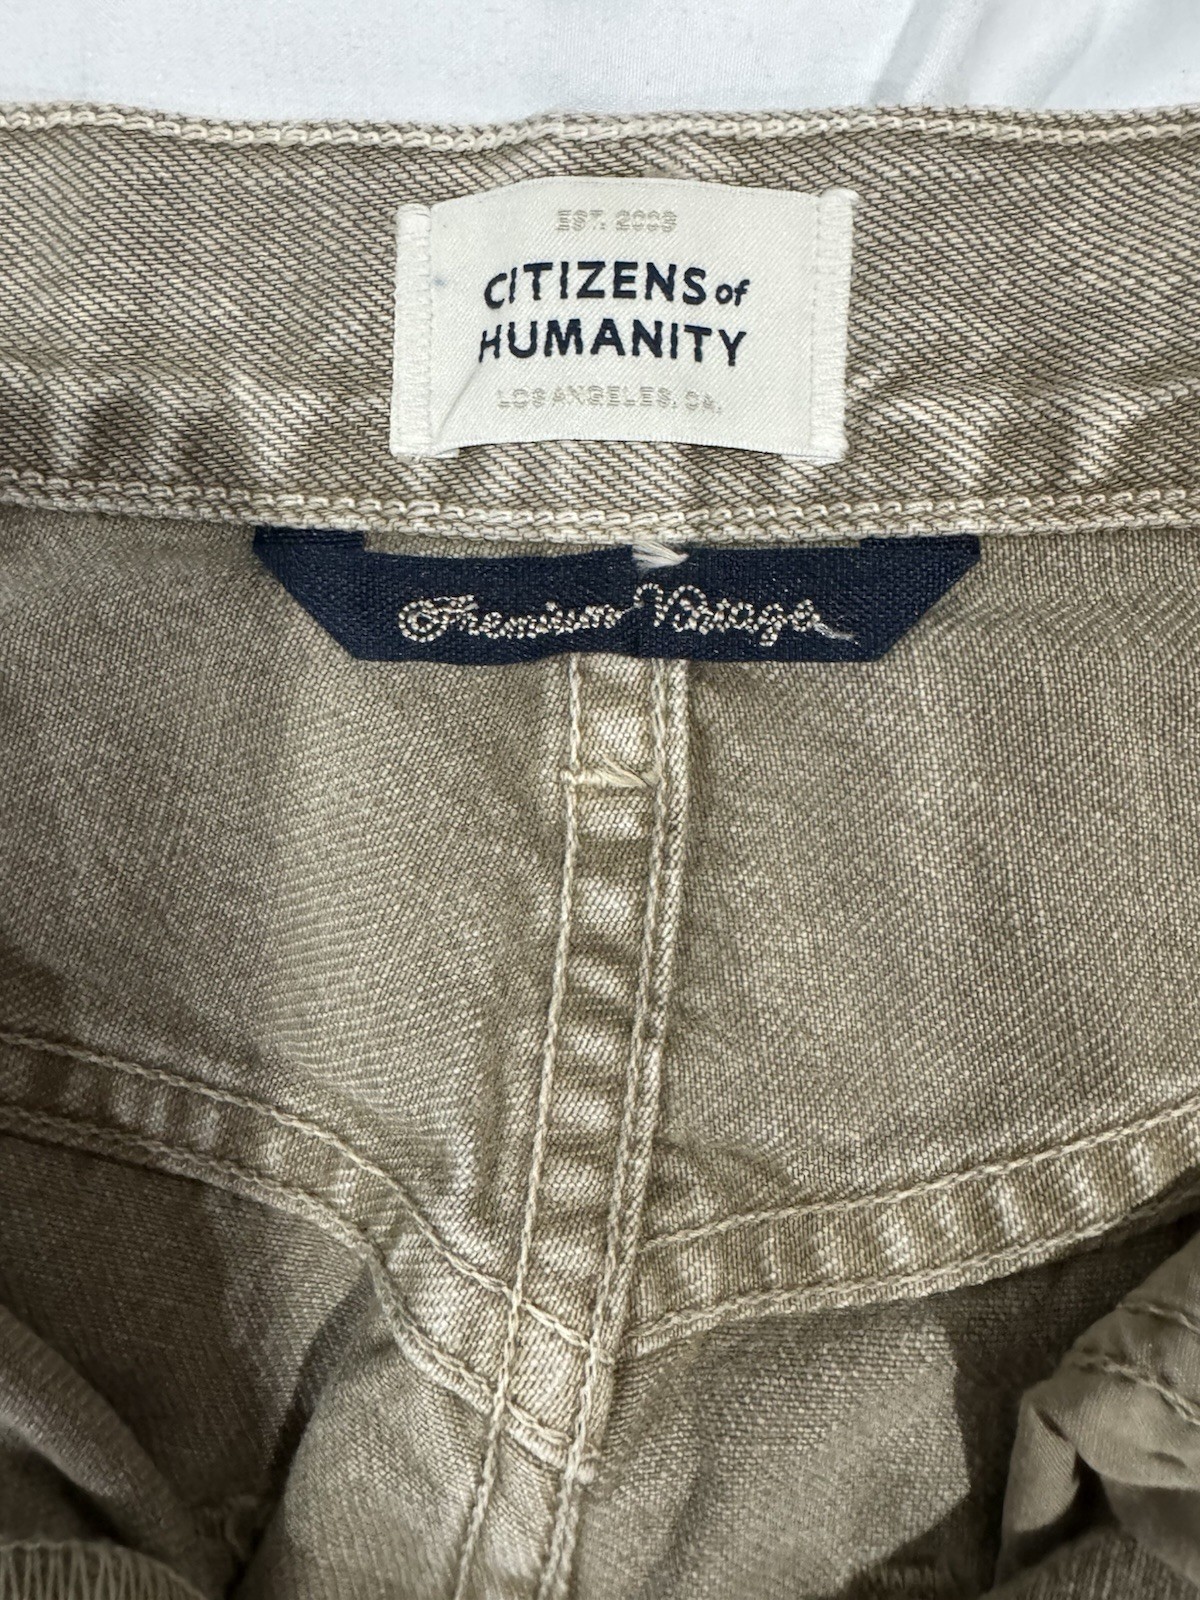 EST. 2003
CITIZENS of
HUMANITY
LOS ANGELES, CA.
Premium Vintage